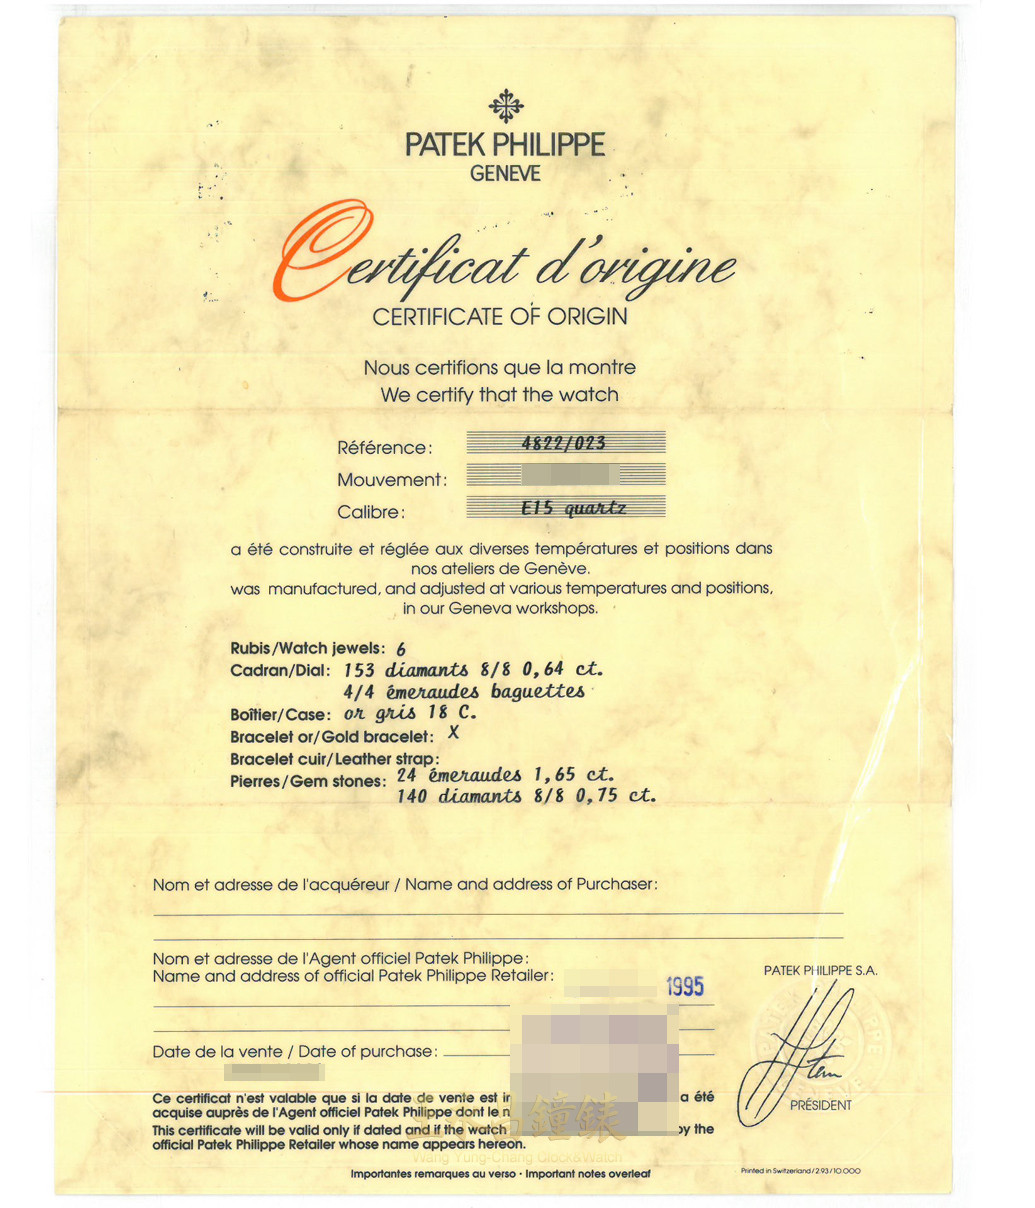 PATEK PHILIPPE
GENEVE
Certificat d'origine
CERTIFICATE OF ORIGIN
Nous certifions que la montre
We certify that the watch
Référence: 4822/023
Mouvement:
Calibre: E15 quartz
a été construite et réglée aux diverses températures et positions dans
nos ateliers de Genève.
was manufactured, and adjusted at various temperatures and positions,
in our Geneva workshops.
Rubis/Watch jewels: 6
Cadran/Dial: 153 diamants 8/8 0,64 ct.
4/4 émeraudes baguettes
Boîtier/Case: or gris 18 C.
Bracelet or/Gold bracelet: X
Bracelet cuir/Leather strap:
Pierres/Gem stones: 24 émeraudes 1,65 ct.
140 diamants 8/8 0,75 ct.
Nom et adresse de l'acquéreur / Name and address of Purchaser:
Nom et adresse de l'Agent officiel Patek Philippe:
Name and address of official Patek Philippe Retailer:
1995
PATEK PHILIPPE S.A.
Date de la vente / Date of purchase:
PRÉSIDENT
Ce certificat n'est valable que si la date de vente est a été
acquise auprès de l'Agent officiel Patek Philippe dont le
This certificate will be valid only if dated and if the watch by the
official Patek Philippe Retailer whose name appears hereon.
鐘錶
Wang Yung-Chang Clock&Watch
Importantes remarques au verso · Important notes overleaf
Printed in Switzerland/2.93/10.000